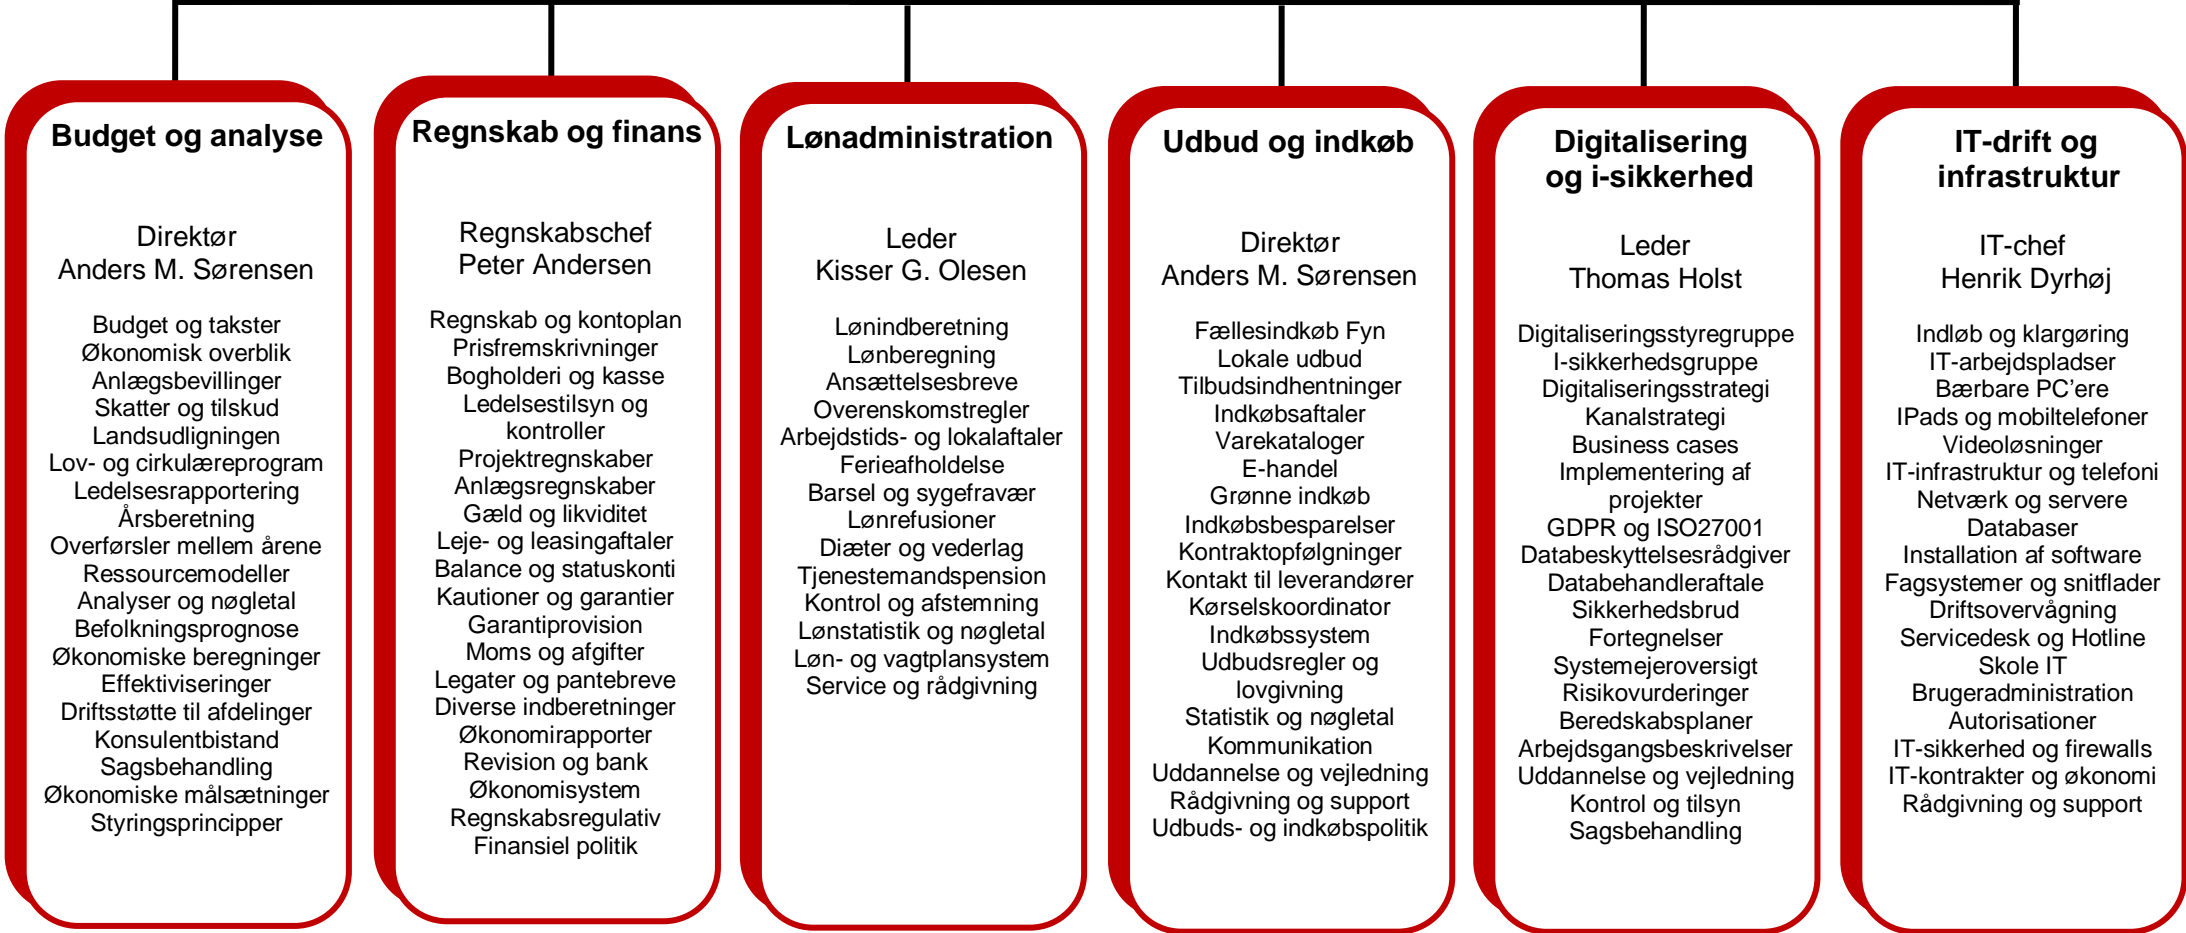 Budget og analyse
Direktør
Anders M. Sørensen
Budget og takster
Økonomisk overblik
Anlægsbevillinger
Skatter og tilskud
Landsudligningen
Lov- og cirkulæreprogram
Ledelsesrapportering
Årsberetning
Overførsler mellem årene
Ressourcemodeller
Analyser og nøgletal
Befolkningsprognose
Økonomiske beregninger
Effektiviseringer
Driftsstøtte til afdelinger
Konsulentbistand
Sagsbehandling
Økonomiske målsætninger
Styringsprincipper
Regnskab og finans
Regnskabschef
Peter Andersen
Regnskab og kontoplan
Prisfremskrivninger
Bogholderi og kasse
Ledelsestilsyn og
kontroller
Projektregnskaber
Anlægsregnskaber
Gæld og likviditet
Leje- og leasingaftaler
Balance og statuskonti
Kautioner og garantier
Garantiprovision
Moms og afgifter
Legater og pantebreve
Diverse indberetninger
Økonomirapporter
Revision og bank
Økonomisystem
Regnskabsregulativ
Finansiel politik
Lønadministration
Leder
Kisser G. Olesen
Lønindberetning
Lønberegning
Ansættelsesbreve
Overenskomstregler
Arbejdstids- og lokalaftaler
Ferieafholdelse
Barsel og sygefravær
Lønrefusioner
Diæter og vederlag
Tjenestemandspension
Kontrol og afstemning
Lønstatistik og nøgletal
Løn- og vagtplansystem
Service og rådgivning
Udbud og indkøb
Direktør
Anders M. Sørensen
Fællesindkøb Fyn
Lokale udbud
Tilbudsindhentninger
Indkøbsaftaler
Varekataloger
E-handel
Grønne indkøb
Indkøbsbesparelser
Kontraktopfølgninger
Kontakt til leverandører
Kørselskoordinator
Indkøbssystem
Udbudsregler og
lovgivning
Statistik og nøgletal
Kommunikation
Uddannelse og vejledning
Rådgivning og support
Udbuds- og indkøbspolitik
Digitalisering
og i-sikkerhed
Leder
Thomas Holst
Digitaliseringsstyregruppe
I-sikkerhedsgruppe
Digitaliseringsstrategi
Kanalstrategi
Business cases
Implementering af
projekter
GDPR og ISO27001
Databeskyttelsesrådgiver
Databehandleraftale
Sikkerhedsbrud
Fortegnelser
Systemejeroversigt
Risikovurderinger
Beredskabsplaner
Arbejdsgangsbeskrivelser
Uddannelse og vejledning
Kontrol og tilsyn
Sagsbehandling
IT-drift og
infrastruktur
IT-chef
Henrik Dyrhøj
Indløb og klargøring
IT-arbejdspladser
Bærbare PC’ere
IPads og mobiltelefoner
Videoløsninger
IT-infrastruktur og telefoni
Netværk og servere
Databaser
Installation af software
Fagsystemer og snitflader
Driftsovervågning
Servicedesk og Hotline
Skole IT
Brugeradministration
Autorisationer
IT-sikkerhed og firewalls
IT-kontrakter og økonomi
Rådgivning og support